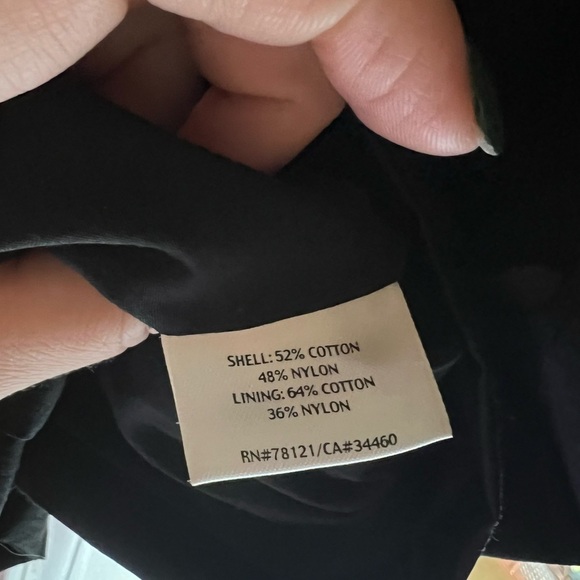 SHELL: 52% COTTON
48% NYLON
LINING: 64% COTTON
36% NYLON
RN#78121/CA#34460